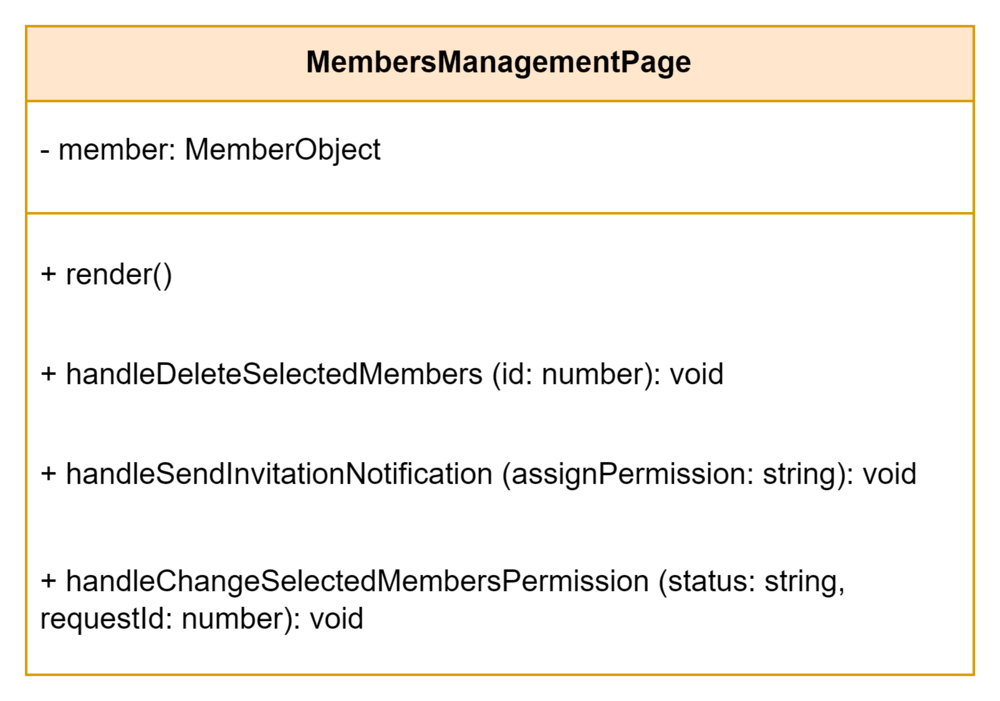 MembersManagementPage
- member: MemberObject
+ render()
+ handleDeleteSelectedMembers (id: number): void
+ handleSendInvitationNotification (assignPermission: string): void
+ handleChangeSelectedMembersPermission (status: string,
requestId: number): void